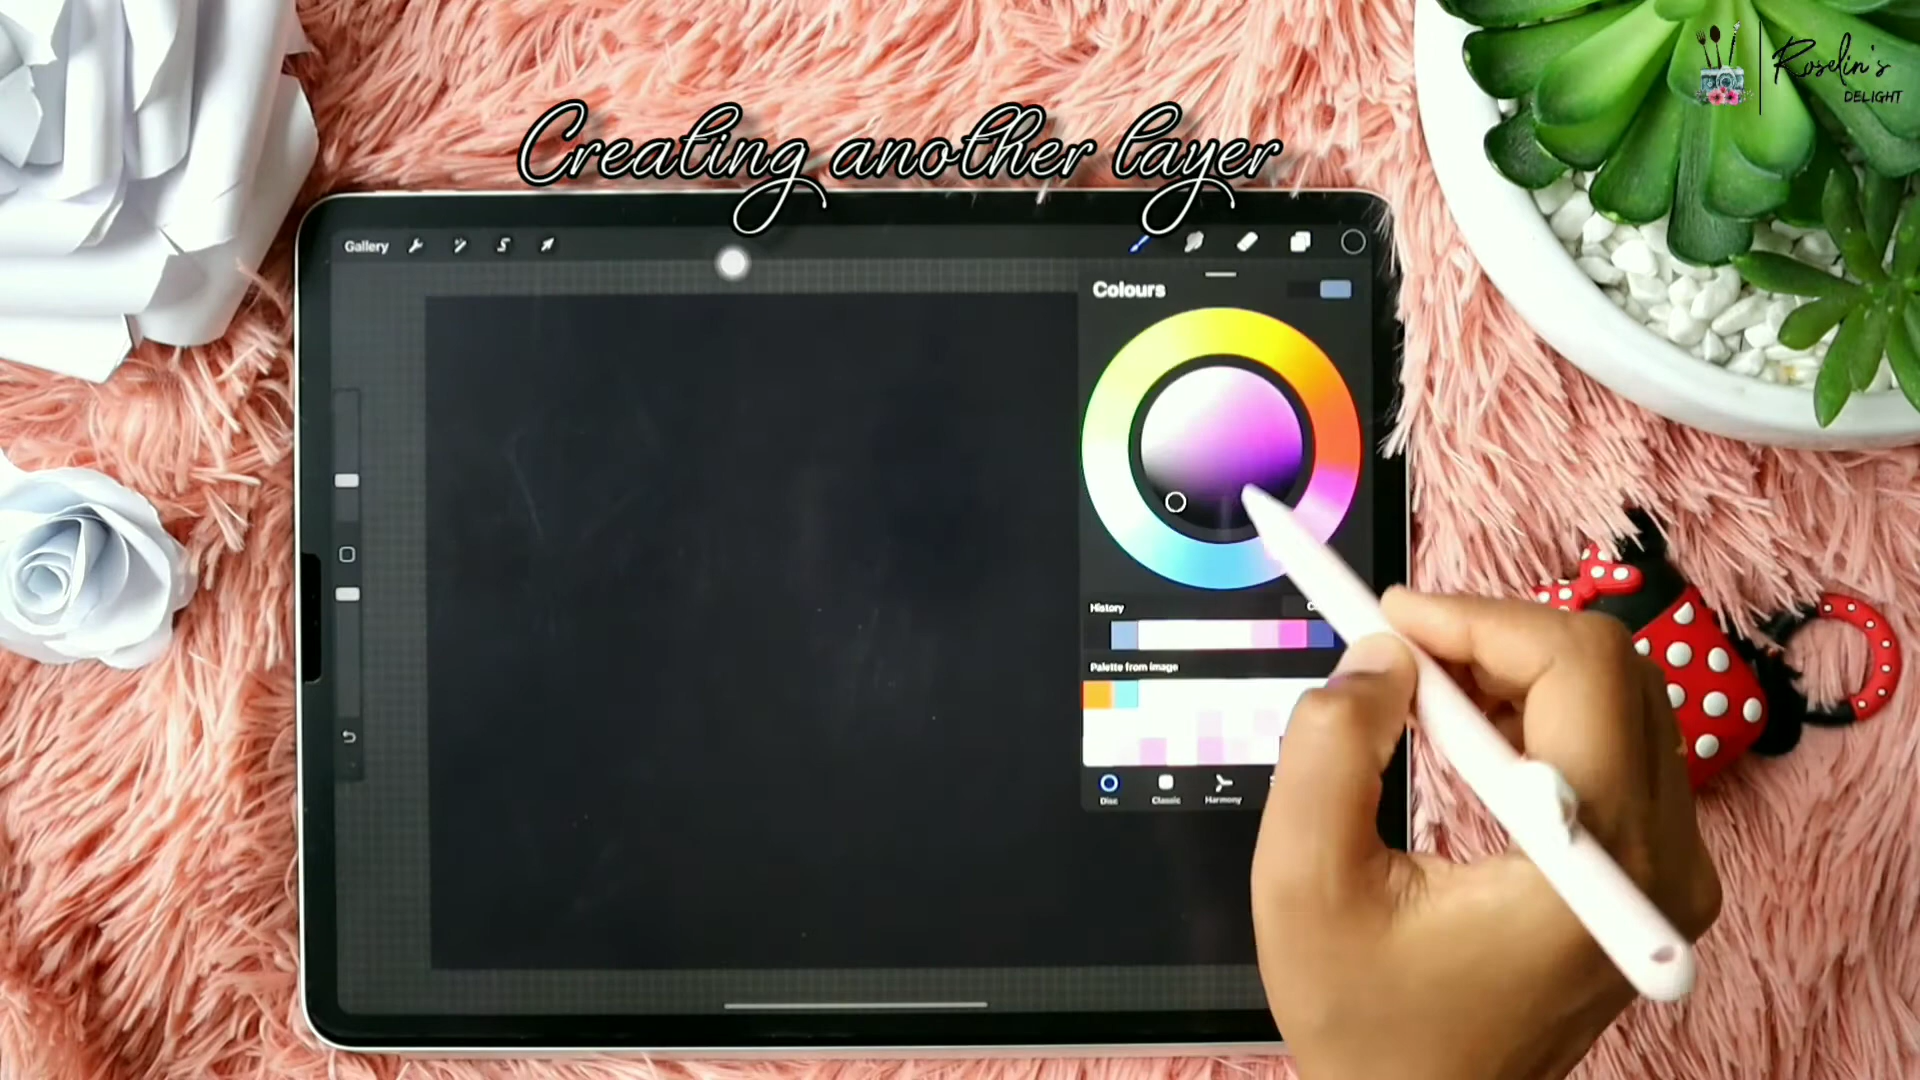 Roselin's
DELIGHT
Creating another layer
Gallery
Colours
History
Palette from image
Disc
Classic
Harmony